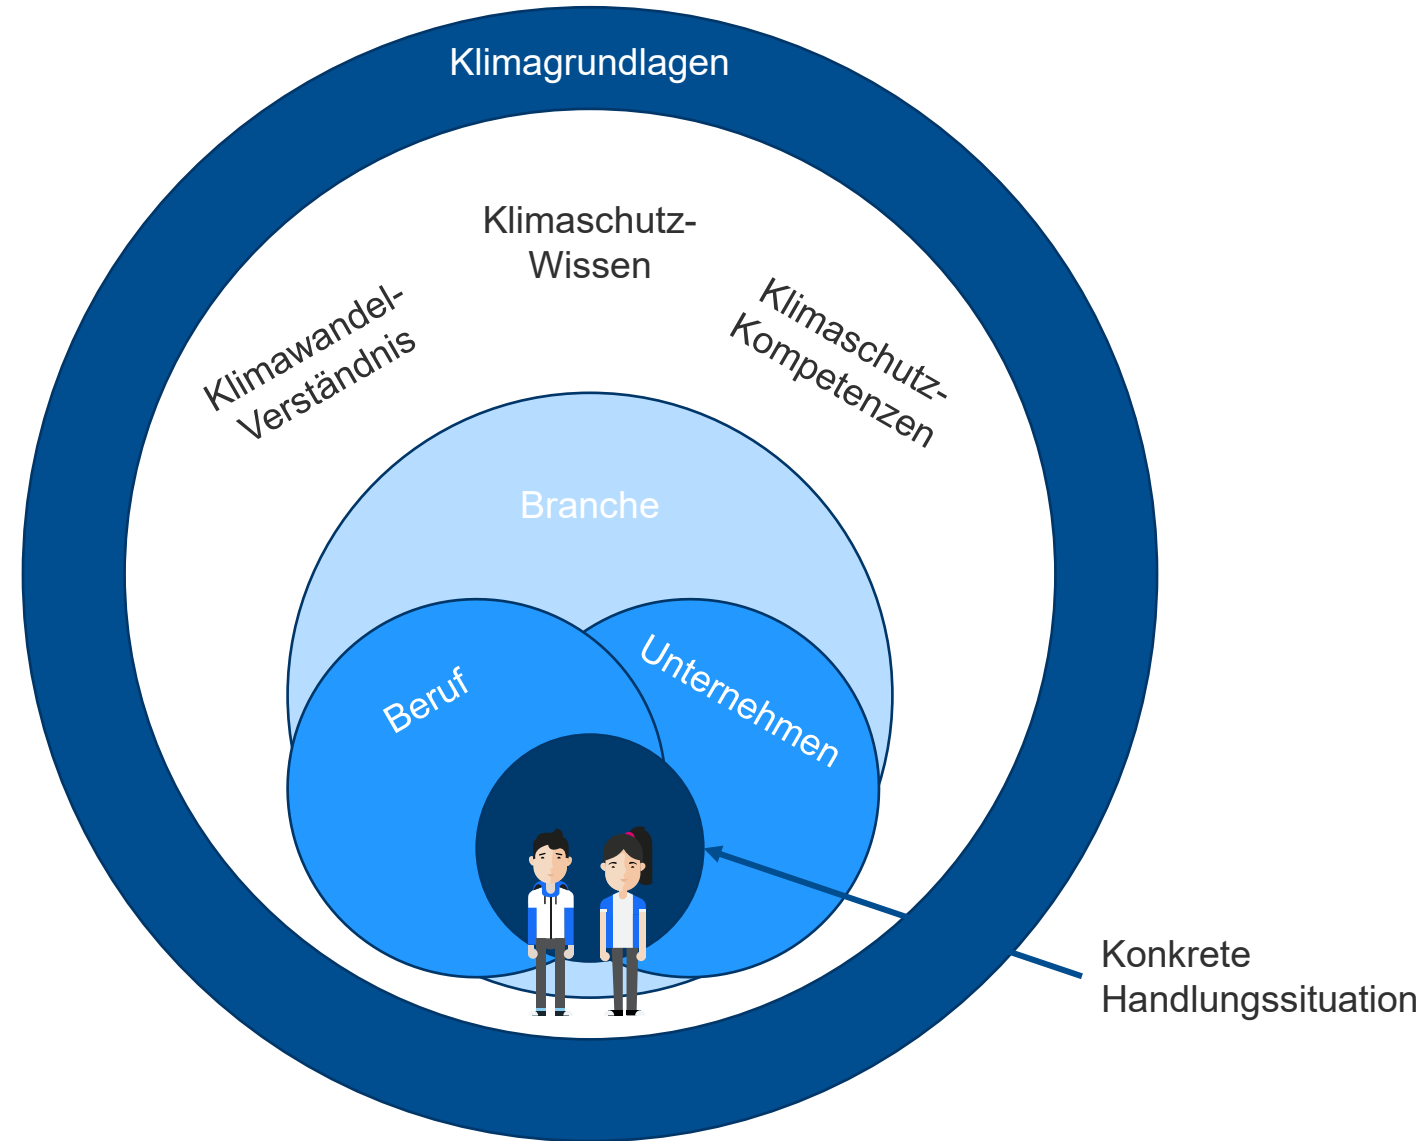 Klimagrundlagen
Klimaschutz-
Wissen
Klimawandel-
Verständnis
Klimaschutz-
Kompetenzen
Branche
Beruf
Unternehmen
Konkrete
Handlungssituation